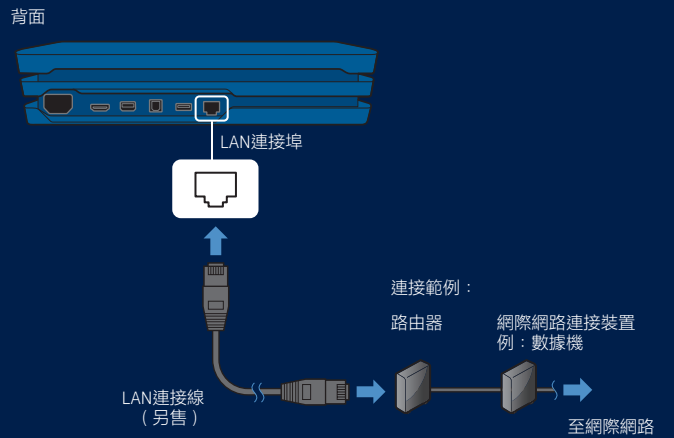 背面
LAN連接埠
連接範例：
路由器
網際網路連接裝置
例：數據機
LAN連接線
（另售）
至網際網路